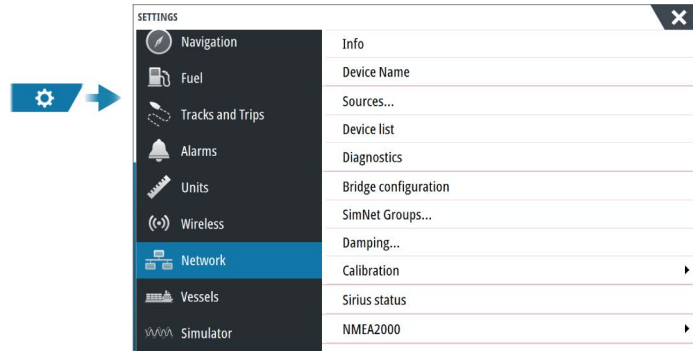 SETTINGS
Navigation
Fuel
Tracks and Trips
Alarms
Units
Wireless
Network
Vessels
Simulator
Info
Device Name
Sources...
Device list
Diagnostics
Bridge configuration
SimNet Groups...
Damping...
Calibration
Sirius status
NMEA2000